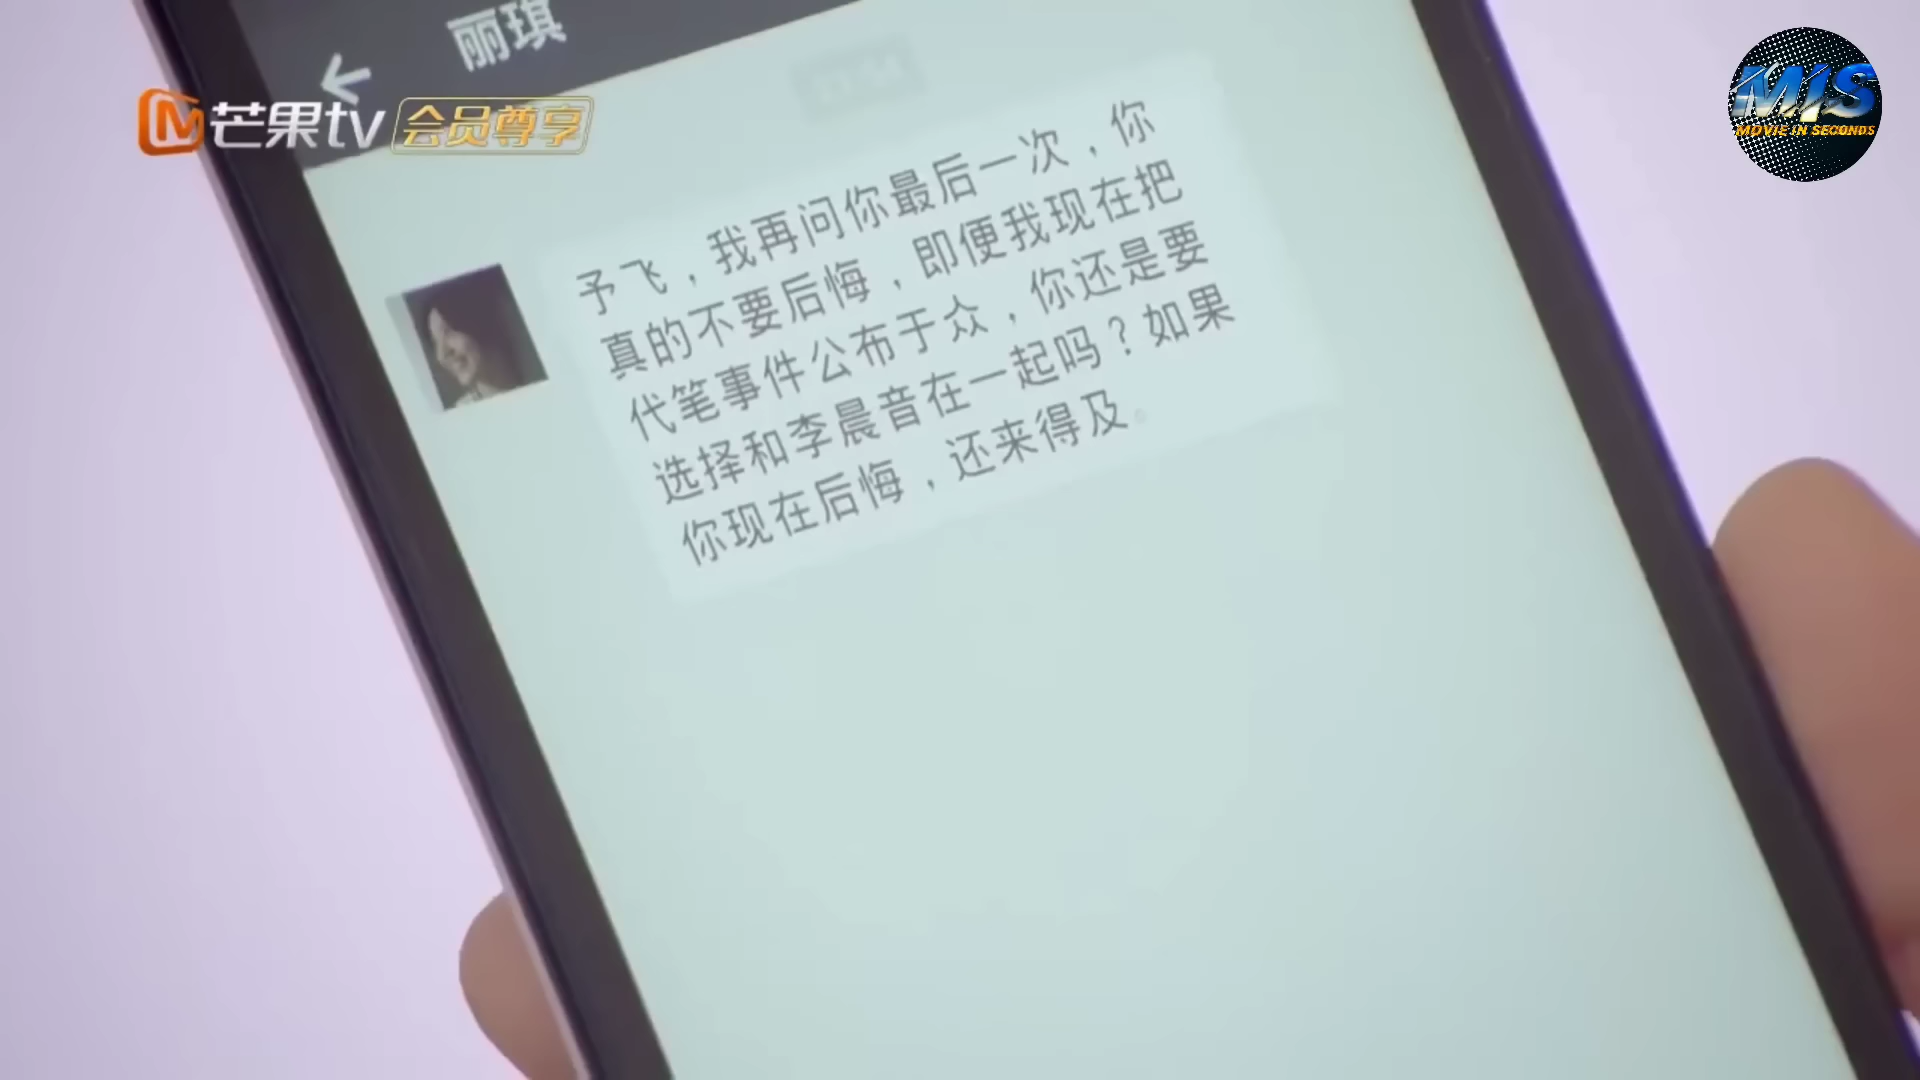 丽琪
芒果tv 会员尊享
MIS
MOVIE IN SECONDS
予飞，我再问你最后一次，你
真的不要后悔，即便我现在把
代笔事件公布于众，你还是要
选择和李晨音在一起吗？如果
你现在后悔，还来得及。